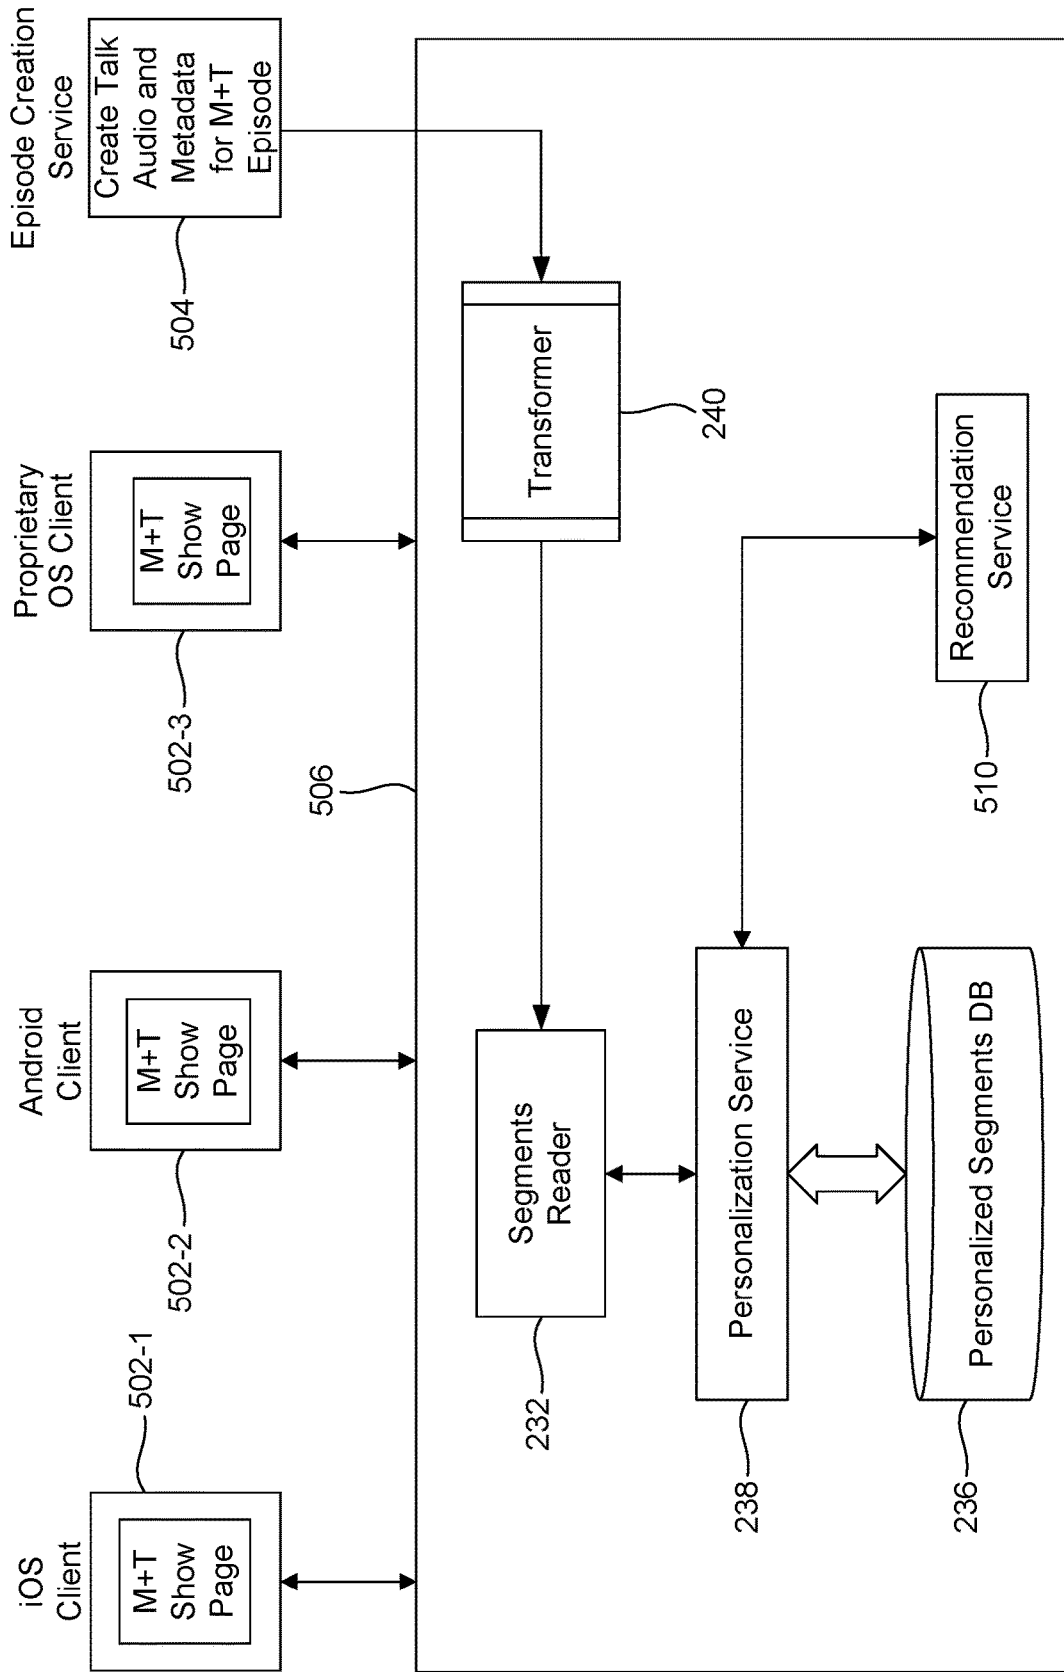 iOS
Client
M+T
Show
Page
502-1
Android
Client
M+T
Show
Page
502-2
Proprietary
OS Client
M+T
Show
Page
502-3
Episode Creation
Service
Create Talk
Audio and
Metadata
for M+T
Episode
504
506
Segments
Reader
232
Transformer
240
Personalization Service
238
Recommendation
Service
510
Personalized Segments DB
236